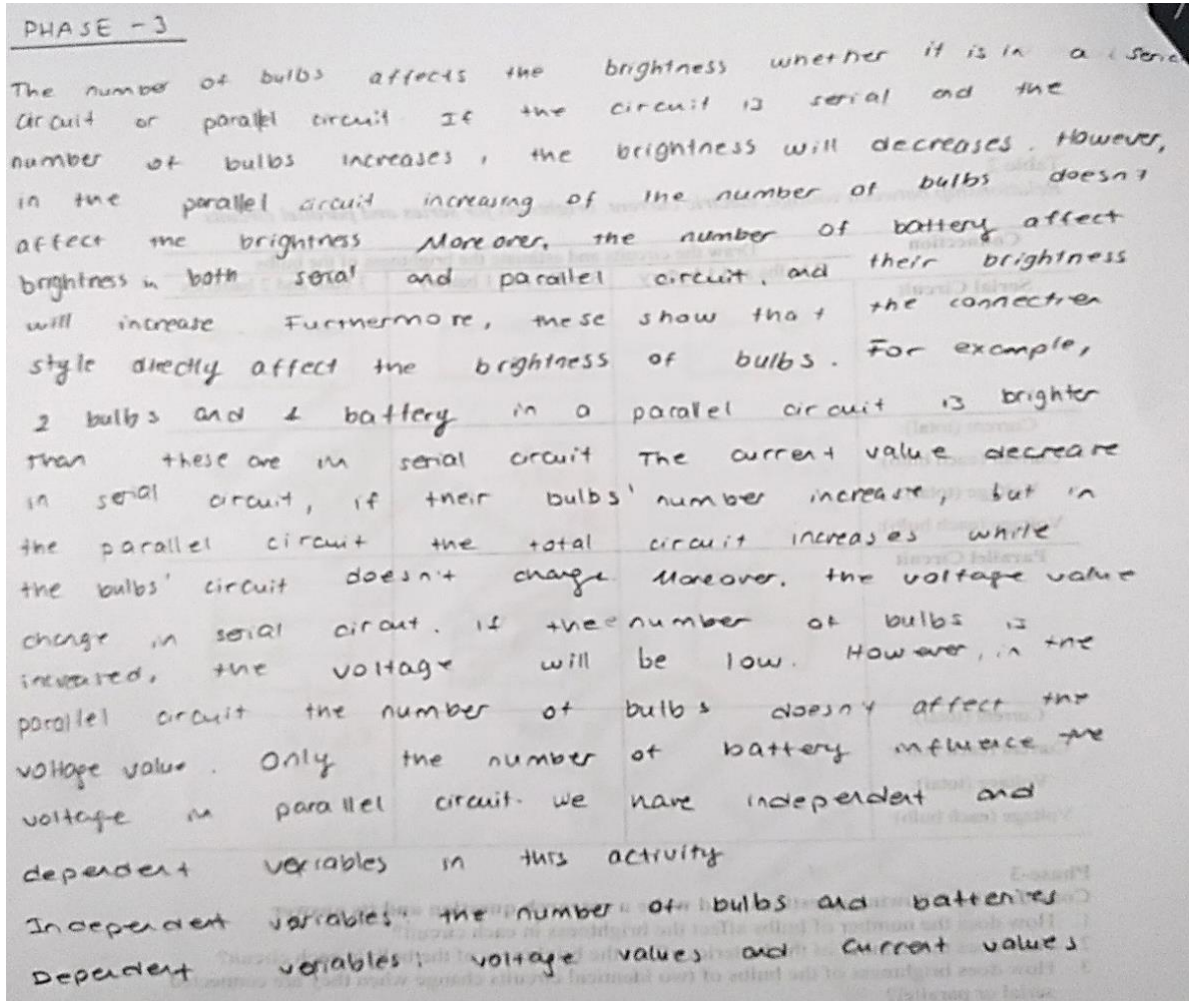 PHASE - 3
The number of bulbs affects the brightness whether it is in a seria
circuit or parallel circuit If the circuit is serial and the
number of bulbs increases, the brightness will decreases. However,
in the parallel circuit increasing of the number of bulbs doesn't
affect the brightness Moreover, the number of battery affect
brightness in both serial and parallel circuit, and their brightness
will increase Furthermore, these show that the connection
style directly affect the brightness of bulbs. For example,
2 bulbs and 1 battery in a parallel circuit is brighter
than these are in serial circuit The current value decreare
in serial circuit, if their bulbs' number increase, but in
the parallel circuit the total circuit increases while
the bulbs' circuit doesn't change Moreover, the voltage value
change in serial circuit. if the number of bulbs is
increased, the voltage will be low. However, in the
parallel circuit the number of bulbs doesn't affect the
voltage value. Only the number of battery influence the
voltage in parallel circuit. we have independent and
dependent variables in this activity
Independent variables: the number of bulbs and batteries
Dependent variables: voltage values and current values